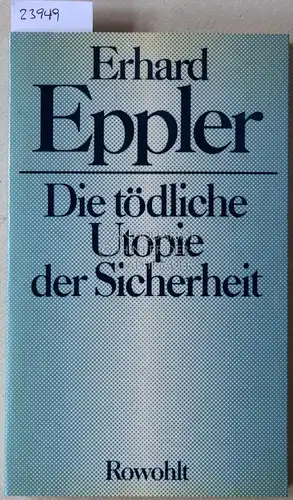 23949
Erhard
Eppler
Die tödliche
Utopie
der Sicherheit
Rowohlt